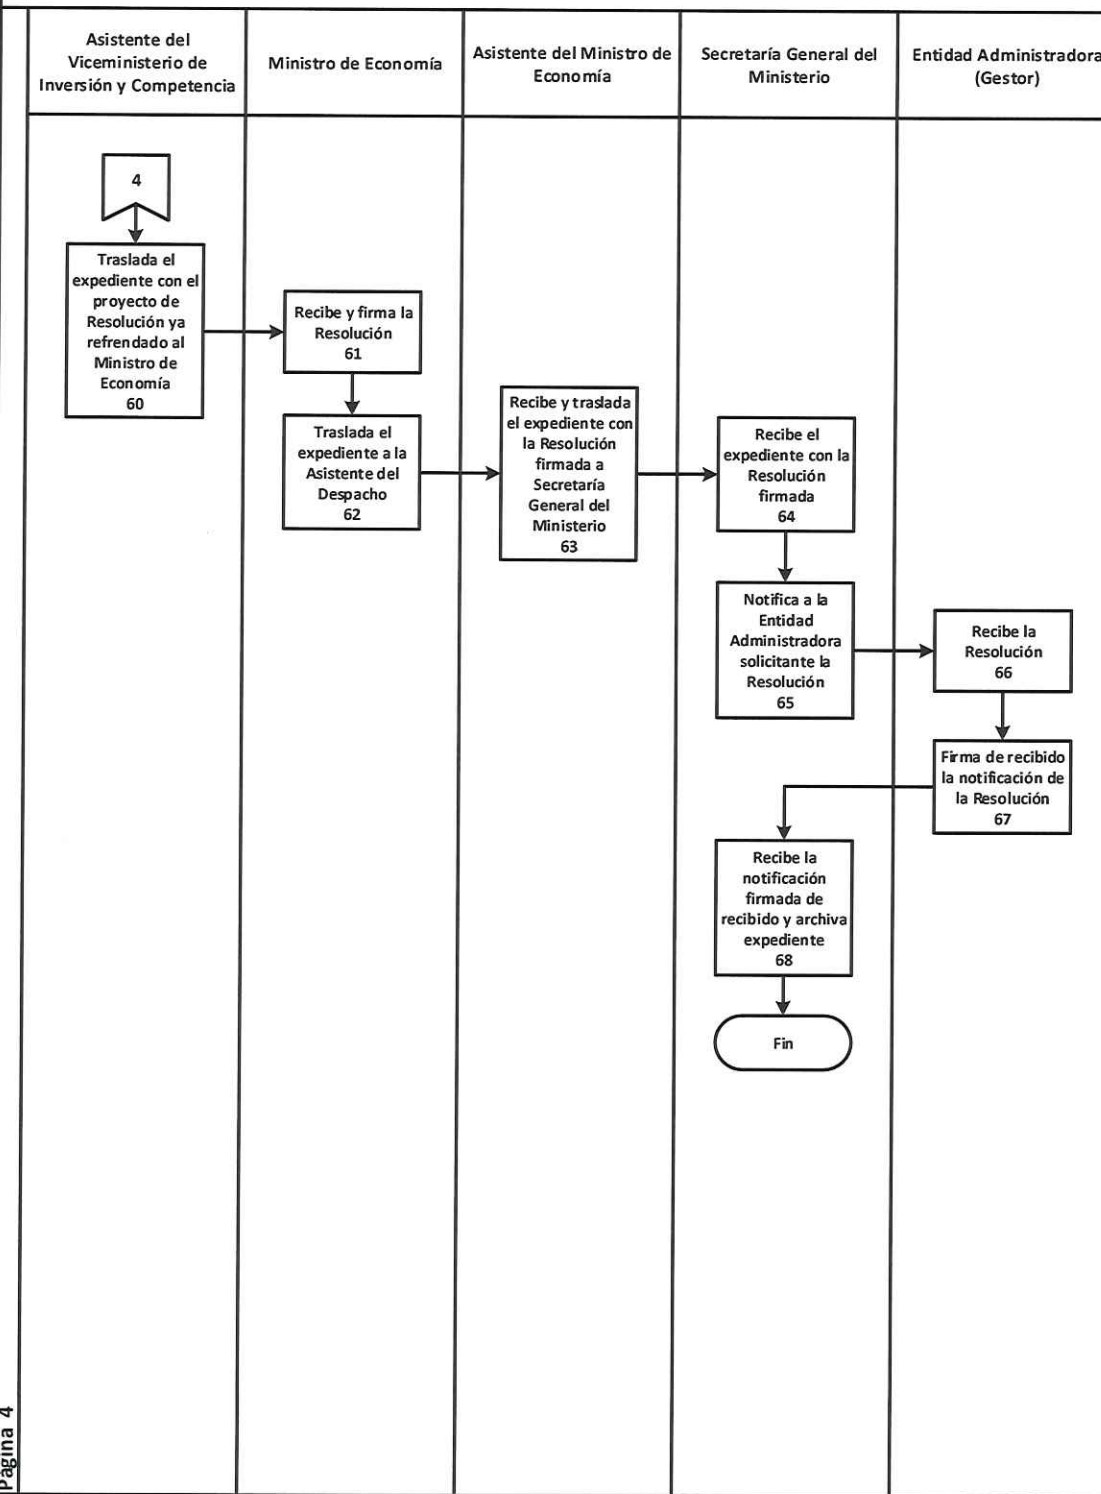 Asistente del
Viceministerio de
Inversión y Competencia
Ministro de Economía
Asistente del Ministro de
Economía
Secretaría General del
Ministerio
Entidad Administradora
(Gestor)
4
Traslada el
expediente con el
proyecto de
Resolución ya
refrendado al
Ministro de
Economía
60
Recibe y firma la
Resolución
61
Traslada el
expediente a la
Asistente del
Despacho
62
Recibe y traslada
el expediente con
la Resolución
firmada a
Secretaría
General del
Ministerio
63
Recibe el
expediente con la
Resolución
firmada
64
Notifica a la
Entidad
Administradora
solicitante la
Resolución
65
Recibe la
Resolución
66
Firma de recibido
la notificación de
la Resolución
67
Recibe la
notificación
firmada de
recibido y archiva
expediente
68
Fin
Página 4